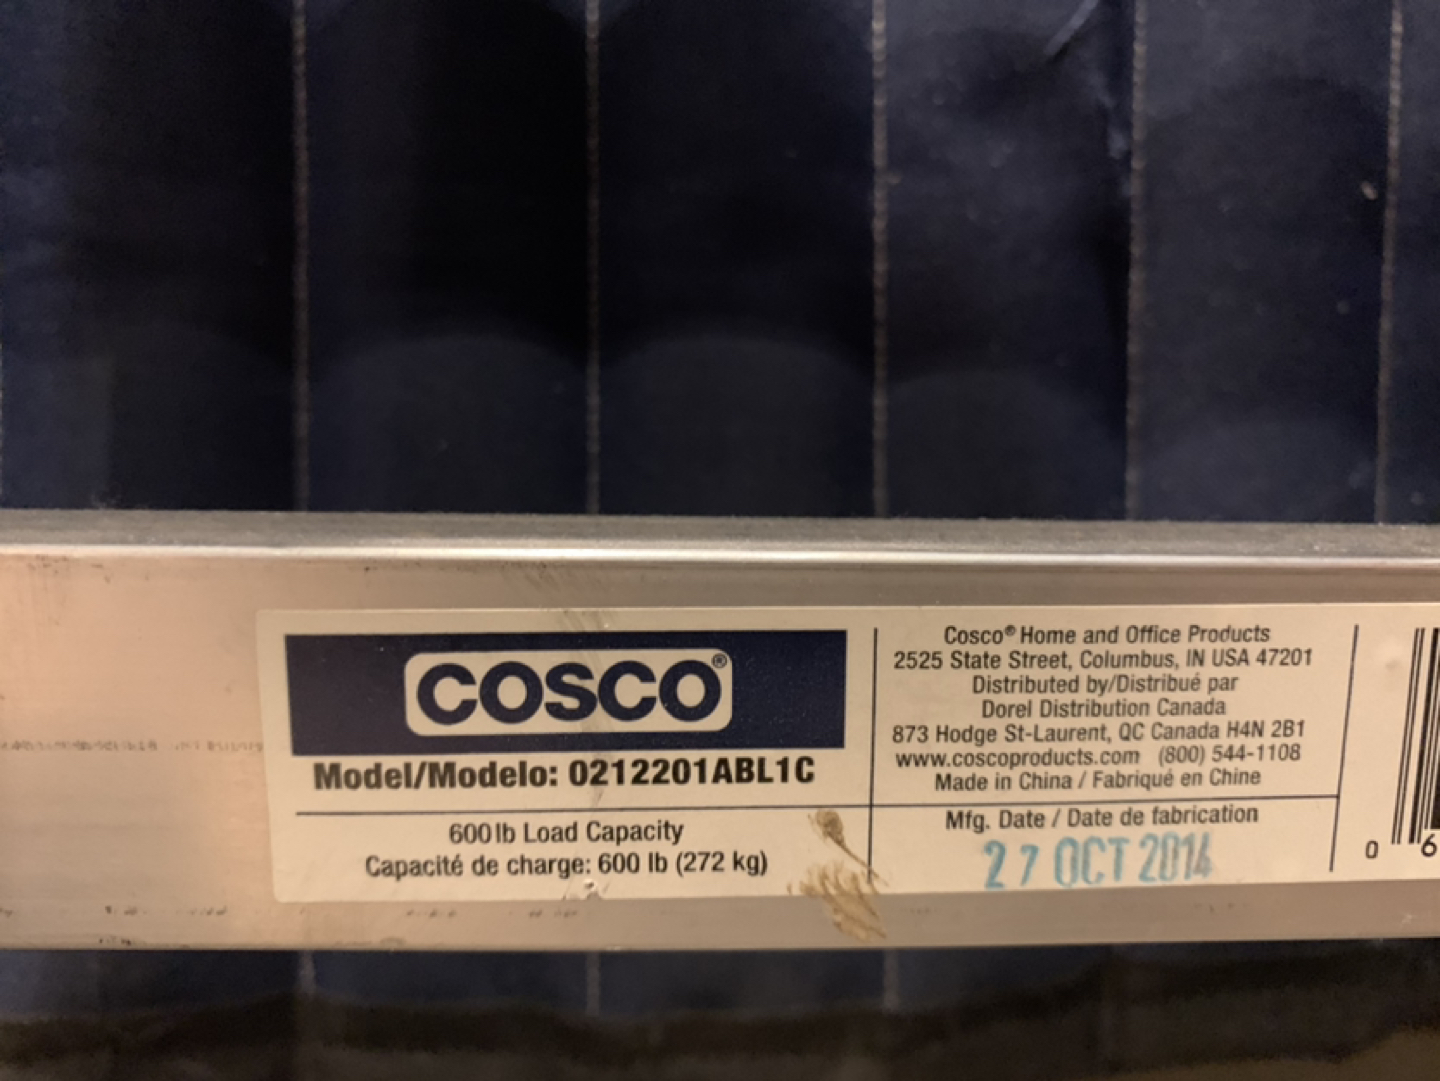 COSCO®
Model/Modelo: 0212201ABL1C
600 lb Load Capacity
Capacité de charge: 600 lb (272 kg)
Cosco® Home and Office Products
2525 State Street, Columbus, IN USA 47201
Distributed by/Distribué par
Dorel Distribution Canada
873 Hodge St-Laurent, QC Canada H4N 2B1
www.coscoproducts.com (800) 544-1108
Made in China / Fabriqué en Chine
Mfg. Date / Date de fabrication
27 OCT 2014
0 6